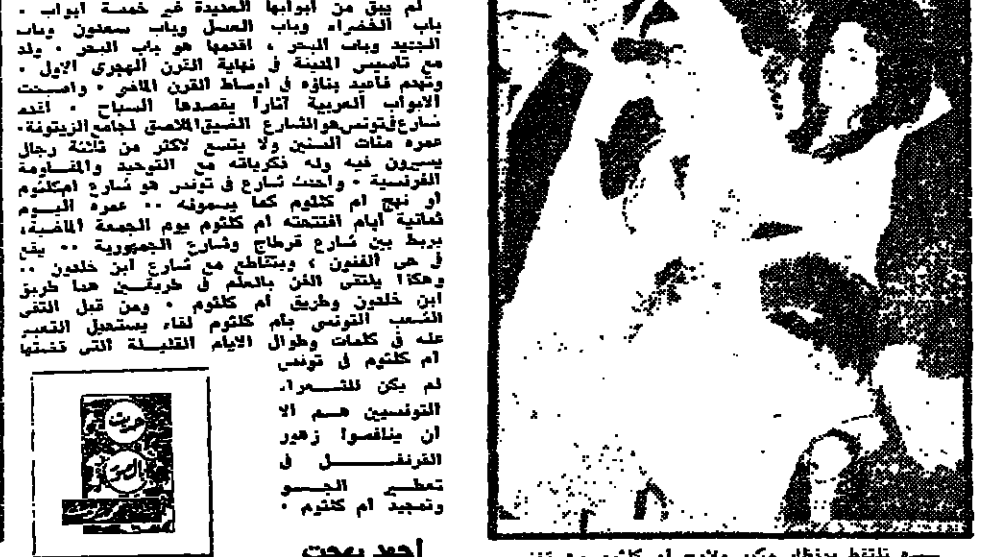 لم يبق من أبوابها العديدة غير خمسة أبواب .
باب الخضراء وباب العسل وباب سعدون وباب
الجديد وباب البحر ، أقدمها هو باب البحر . ولد
مع تأسيس المدينة في نهاية القرن الهجري الأول .
وتهدم فأعيد بناؤه في أوساط القرن الماضي . وأصبحت
الأبواب العربية آثارا يقصدها السياح . أقدم
شارع في تونس هو الشارع الضيق الملاصق لجامع الزيتونة .
عمره مئات السنين ولا يتسع لأكثر من ثلاثة رجال
يسيرون فيه وله ذكرياته مع التوحيد والمقاومة
الفرنسية . وأحدث شارع في تونس هو شارع أم كلثوم
أو نهج أم كلثوم كما يسمونه .. عمره اليوم
ثمانية أيام افتتحته أم كلثوم يوم الجمعة الماضية ،
يربط بين شارع قرطاج وشارع الجمهورية .. يقع
في حي الفنون ، ويتقاطع مع شارع ابن خلدون ..
وهكذا يلتقي الفن بالعلم في طريقين هما طريق
ابن خلدون وطريق أم كلثوم . ومن قبل التقى
الشعب التونسي بأم كلثوم لقاء يستحيل التعبير
عنه في كلمات وطوال الأيام القليلة التي قضتها
أم كلثوم في تونس
لم يكن للشعراء
التونسيين هم إلا
أن ينافسوا زهور
القرنفل في
تعطير الجو
وتمجيد أم كلثوم .
أحمد بهجت
حديث
الصور